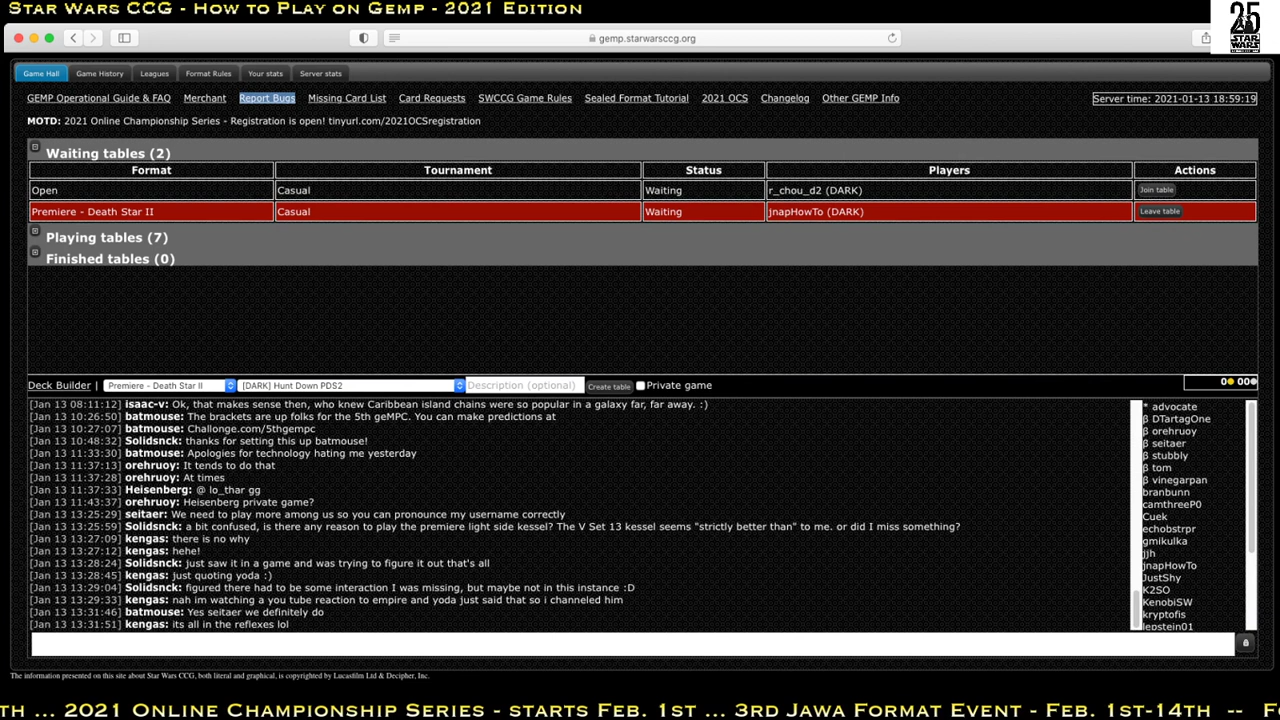 Star Wars CCG - How to Play on Gemp - 2021 Edition
25
STAR WARS
gemp.starwarsccg.org
Game Hall Game History Leagues Format Rules Your stats Server stats
GEMP Operational Guide & FAQ Merchant Report Bugs Missing Card List Card Requests SWCCG Game Rules Sealed Format Tutorial 2021 OCS Changelog Other GEMP Info Server time: 2021-01-13 18:59:19
MOTD: 2021 Online Championship Series - Registration is open! tinyurl.com/2021OCSregistration
Waiting tables (2)
Format Tournament Status Players Actions
Open Casual Waiting r_chou_d2 (DARK) Join table
Premiere - Death Star II Casual Waiting jnapHowTo (DARK) Leave table
Playing tables (7)
Finished tables (0)
Deck Builder | Premiere - Death Star II [DARK] Hunt Down PDS2 Description (optional) Create table Private game 0 00
[Jan 13 08:11:12] isaac-v: Ok, that makes sense then, who knew Caribbean island chains were so popular in a galaxy far, far away. :)
[Jan 13 10:26:50] batmouse: The brackets are up folks for the 5th geMPC. You can make predictions at
[Jan 13 10:27:07] batmouse: Challonge.com/5thgempc
[Jan 13 10:48:32] Solidsnck: thanks for setting this up batmouse!
[Jan 13 11:33:30] batmouse: Apologies for technology hating me yesterday
[Jan 13 11:37:13] orehruoy: It tends to do that
[Jan 13 11:37:28] orehruoy: At times
[Jan 13 11:37:33] Heisenberg: @ lo_thar gg
[Jan 13 11:43:37] orehruoy: Heisenberg private game?
[Jan 13 13:25:29] seitaer: We need to play more among us so you can pronounce my username correctly
[Jan 13 13:25:59] Solidsnck: a bit confused, is there any reason to play the premiere light side kessel? The V Set 13 kessel seems "strictly better than" to me. or did I miss something?
[Jan 13 13:27:09] kengas: there is no why
[Jan 13 13:27:12] kengas: hehe!
[Jan 13 13:28:24] Solidsnck: just saw it in a game and was trying to figure it out that's all
[Jan 13 13:28:45] kengas: just quoting yoda :)
[Jan 13 13:29:04] Solidsnck: figured there had to be some interaction I was missing, but maybe not in this instance :D
[Jan 13 13:29:33] kengas: nah im watching a you tube reaction to empire and yoda just said that so i channeled him
[Jan 13 13:31:46] batmouse: Yes seitaer we definitely do
[Jan 13 13:31:51] kengas: its all in the reflexes lol
* advocate
β DTartagOne
β orehruoy
β seitaer
β stubbly
β tom
β vinegarpan
branbunn
camthreeP0
Cuek
echobstrpr
gmikulka
jjh
jnapHowTo
JustShy
K2SO
KenobiSW
kryptofis
lepstein01
The information presented on this site about Star Wars CCG, both literal and graphical, is copyrighted by Lucasfilm Ltd & Decipher, Inc.
TH ... 2021 Online Championship Series - starts Feb. 1st ... 3rd Jawa Format Event - Feb. 1st-14th -- Fo